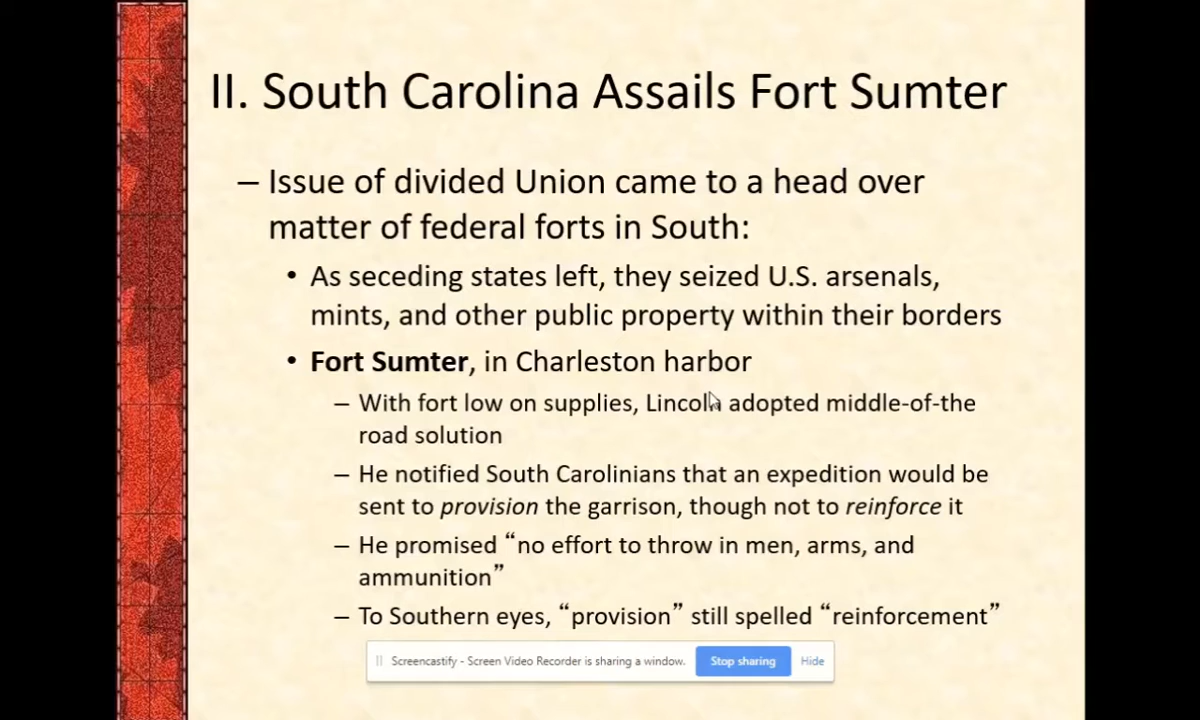 II. South Carolina Assails Fort Sumter
– Issue of divided Union came to a head over
matter of federal forts in South:
• As seceding states left, they seized U.S. arsenals,
mints, and other public property within their borders
• Fort Sumter, in Charleston harbor
– With fort low on supplies, Lincoln adopted middle-of-the
road solution
– He notified South Carolinians that an expedition would be
sent to provision the garrison, though not to reinforce it
– He promised “no effort to throw in men, arms, and
ammunition”
– To Southern eyes, “provision” still spelled “reinforcement”
Screencastify - Screen Video Recorder is sharing a window. Stop sharing Hide